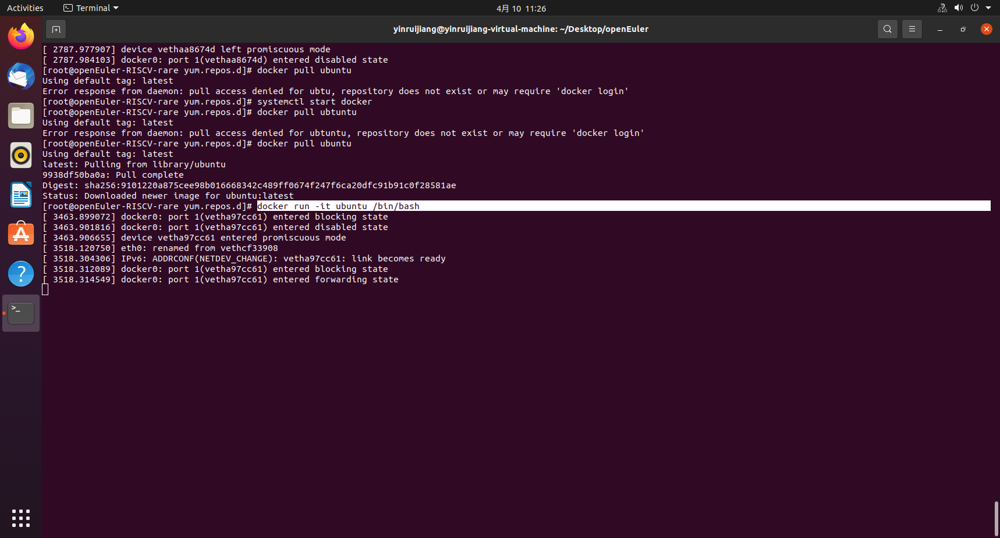 Activities
Terminal
4月 10 11:26
yinruijiang@yinruijiang-virtual-machine: ~/Desktop/openEuler
[ 2787.977907] device vethaa8674d left promiscuous mode
[ 2787.984103] docker0: port 1(vethaa8674d) entered disabled state
[root@openEuler-RISCV-rare yum.repos.d]# docker pull ubuntu
Using default tag: latest
Error response from daemon: pull access denied for ubtu, repository does not exist or may require 'docker login'
[root@openEuler-RISCV-rare yum.repos.d]# systemctl start docker
[root@openEuler-RISCV-rare yum.repos.d]# docker pull ubtuntu
Using default tag: latest
Error response from daemon: pull access denied for ubtuntu, repository does not exist or may require 'docker login'
[root@openEuler-RISCV-rare yum.repos.d]# docker pull ubuntu
Using default tag: latest
latest: Pulling from library/ubuntu
9938df50ba0a: Pull complete
Digest: sha256:9101220a875cee98b016668342c489ff0674f247f6ca20dfc91b91c0f28581ae
Status: Downloaded newer image for ubuntu:latest
[root@openEuler-RISCV-rare yum.repos.d]# docker run -it ubuntu /bin/bash
[ 3463.899072] docker0: port 1(vetha97cc61) entered blocking state
[ 3463.901816] docker0: port 1(vetha97cc61) entered disabled state
[ 3463.906655] device vetha97cc61 entered promiscuous mode
[ 3518.120750] eth0: renamed from vethcf33908
[ 3518.304306] IPv6: ADDRCONF(NETDEV_CHANGE): vetha97cc61: link becomes ready
[ 3518.312089] docker0: port 1(vetha97cc61) entered blocking state
[ 3518.314549] docker0: port 1(vetha97cc61) entered forwarding state